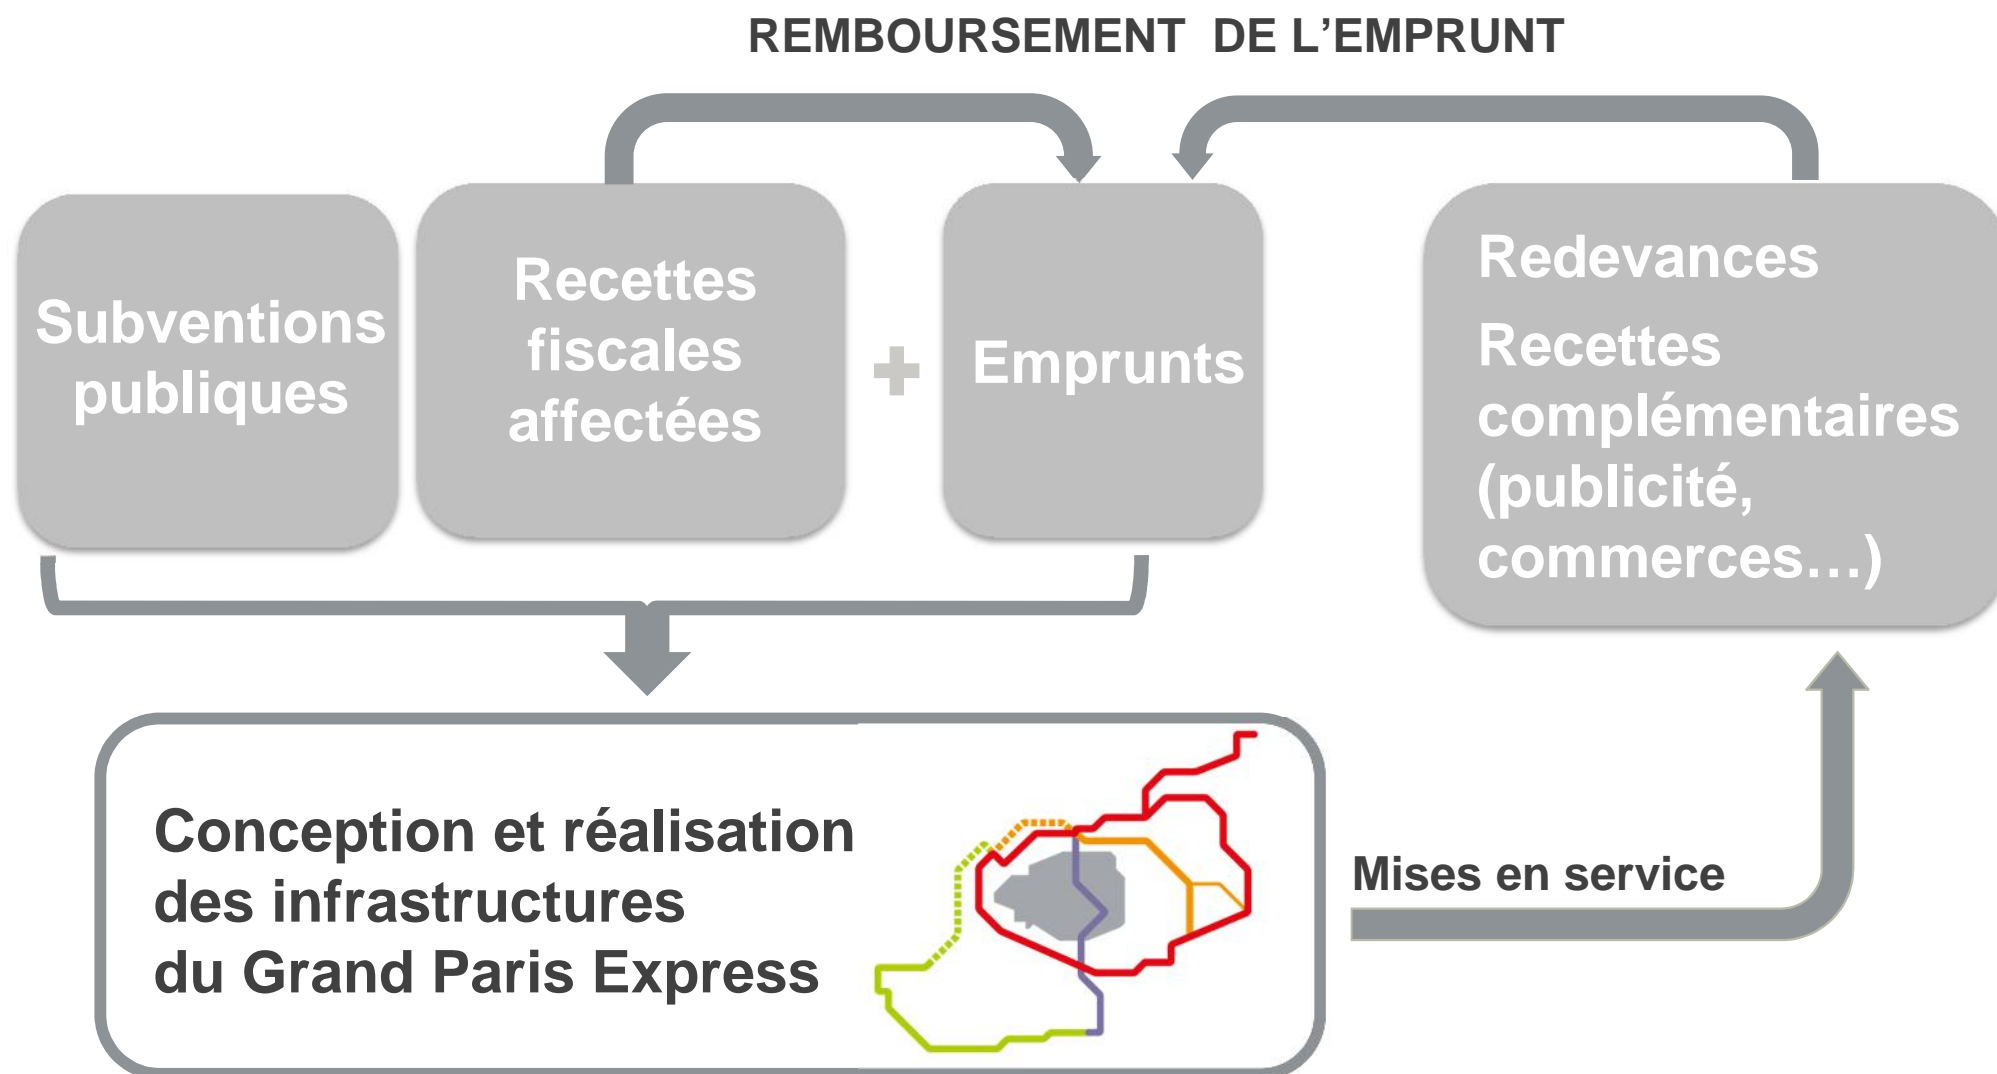 REMBOURSEMENT DE L’EMPRUNT
Subventions
publiques
Recettes
fiscales
affectées
+
Emprunts
Redevances
Recettes
complémentaires
(publicité,
commerces…)
Conception et réalisation
des infrastructures
du Grand Paris Express
Mises en service